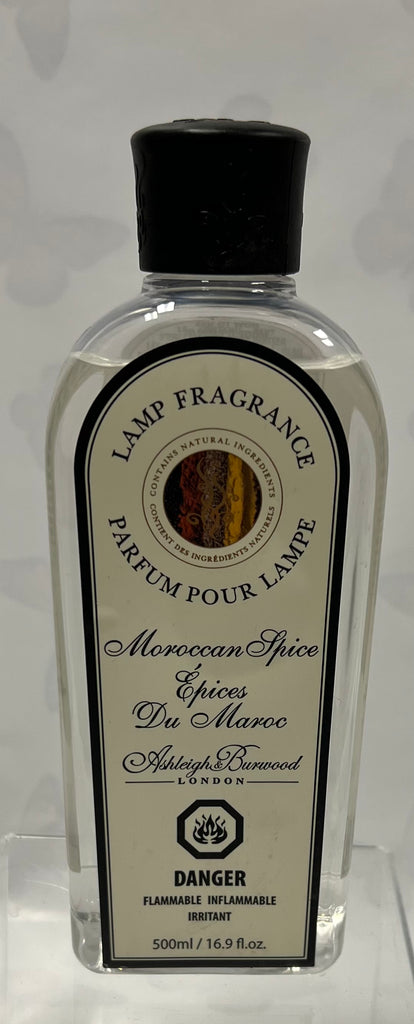 LAMP FRAGRANCE
CONTAINS NATURAL INGREDIENTS
CONTIENT DES INGRÉDIENTS NATURELS
PARFUM POUR LAMPE
Moroccan Spice
Épices
Du Maroc
Ashleigh & Burwood
LONDON
DANGER
FLAMMABLE INFLAMMABLE
IRRITANT
500ml / 16.9 fl.oz.